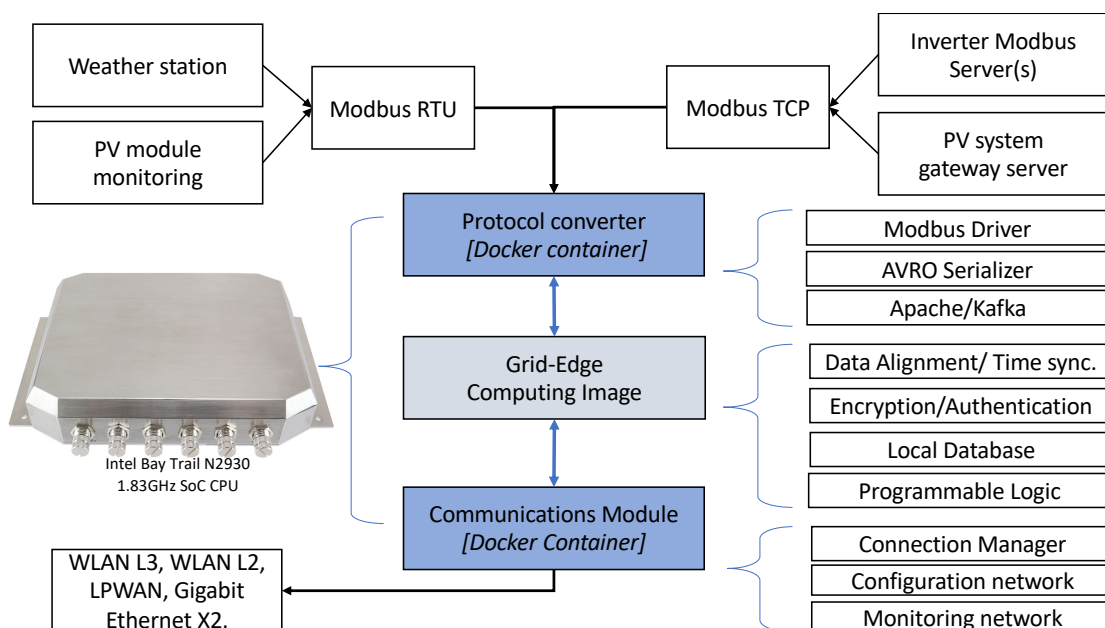 Weather station
PV module
monitoring
Modbus RTU
Modbus TCP
Inverter Modbus
Server(s)
PV system
gateway server
Protocol converter
[Docker container]
Modbus Driver
AVRO Serializer
Apache/Kafka
Grid-Edge
Computing Image
Data Alignment/ Time sync.
Encryption/Authentication
Local Database
Programmable Logic
Intel Bay Trail N2930
1.83GHz SoC CPU
Communications Module
[Docker Container]
Connection Manager
Configuration network
Monitoring network
WLAN L3, WLAN L2,
LPWAN, Gigabit
Ethernet X2.